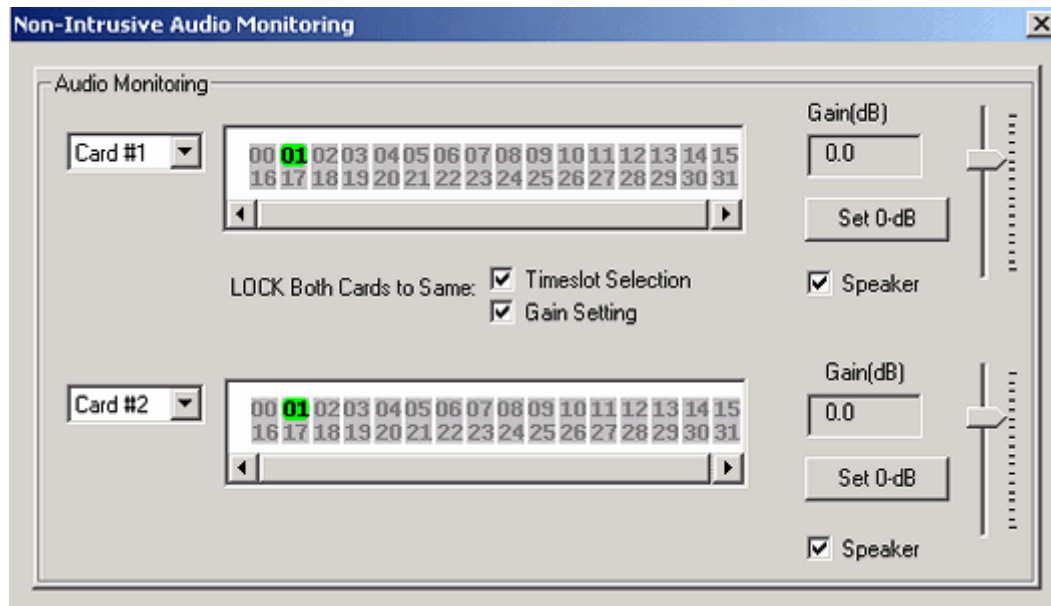 Non-Intrusive Audio Monitoring
Audio Monitoring
Card #1
00 01 02 03 04 05 06 07 08 09 10 11 12 13 14 15
16 17 18 19 20 21 22 23 24 25 26 27 28 29 30 31
Gain(dB)
0.0
Set 0-dB
Speaker
LOCK Both Cards to Same:
Timeslot Selection
Gain Setting
Card #2
00 01 02 03 04 05 06 07 08 09 10 11 12 13 14 15
16 17 18 19 20 21 22 23 24 25 26 27 28 29 30 31
Gain(dB)
0.0
Set 0-dB
Speaker